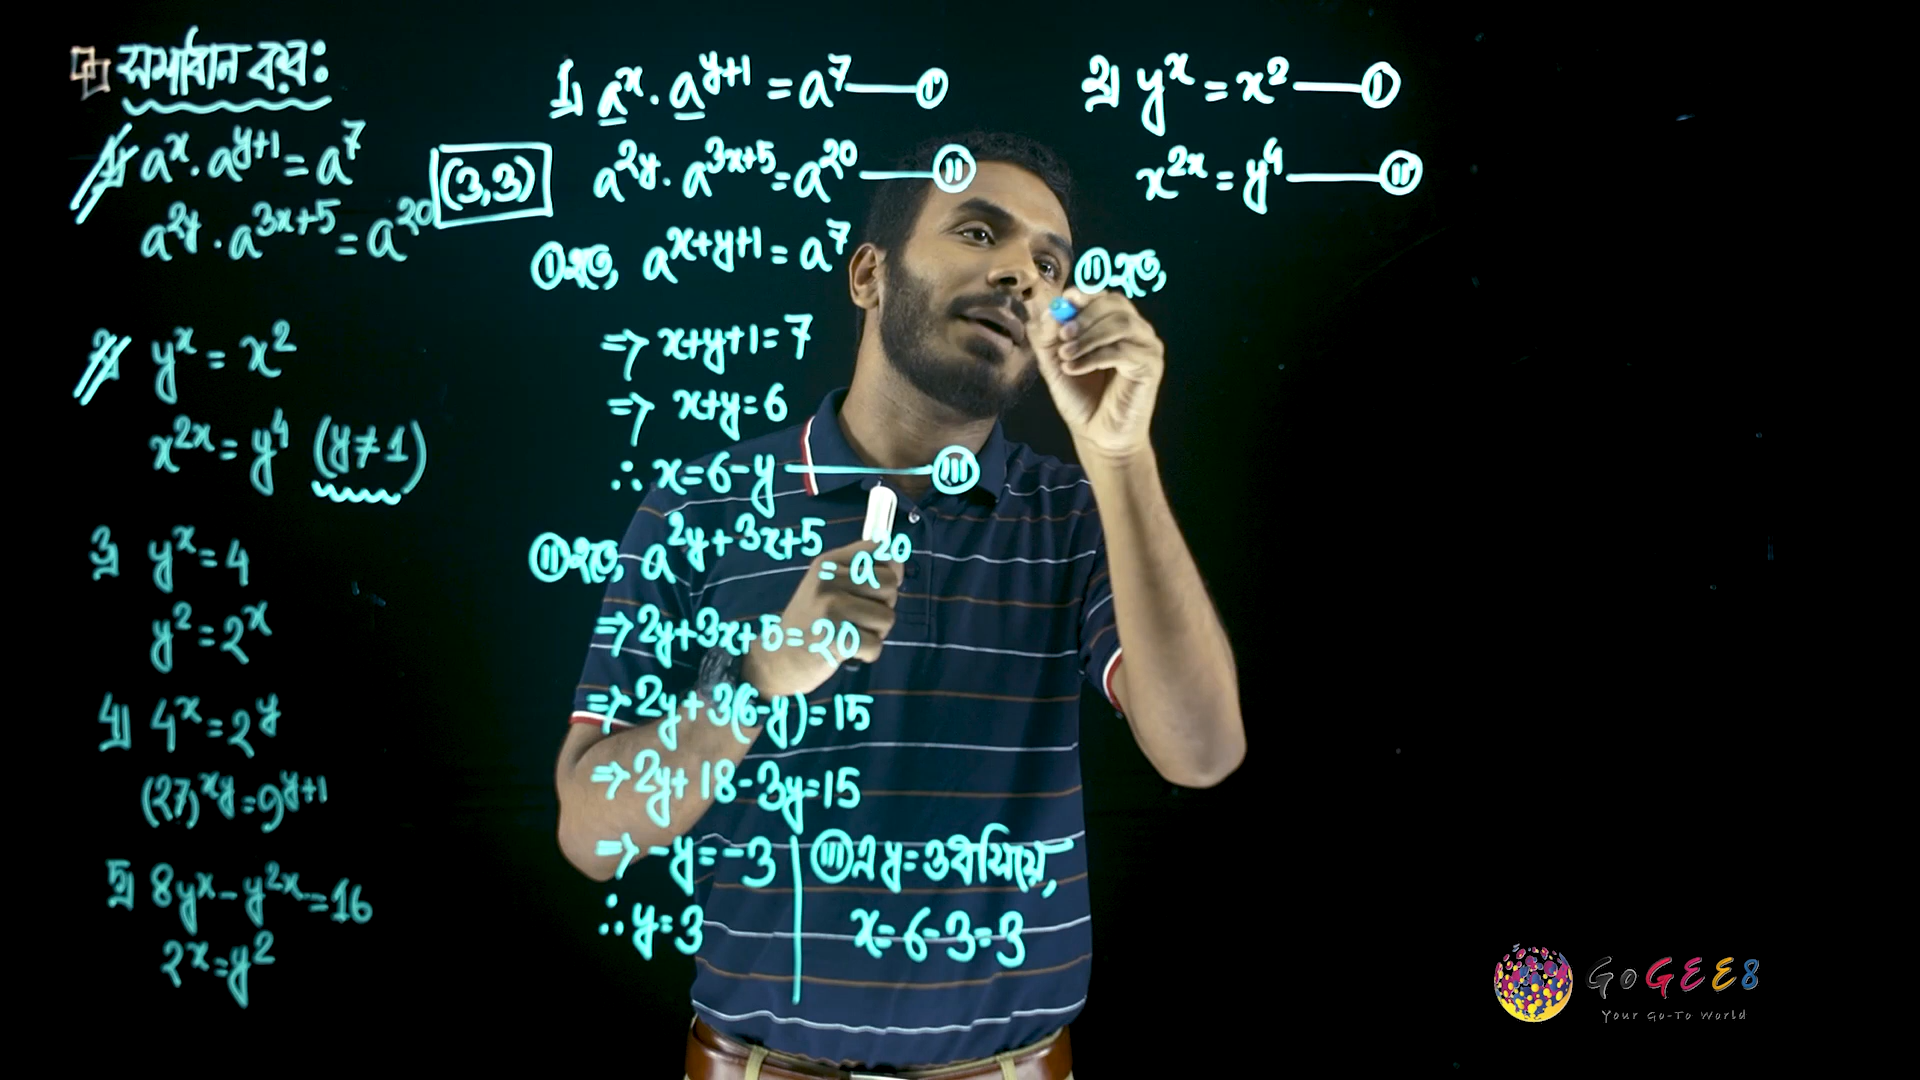 সমাধান কর:
১) aˣ · aʸ⁺¹ = a⁷
a²ʸ · a³ˣ⁺⁵ = a²⁰
(3,3)
২) yˣ = x²
x²ˣ = y⁴ (y≠1)
৩) yˣ = 4
y² = 2ˣ
৪) 4ˣ = 2ʸ
(27)ˣʸ = 9ʸ⁺¹
৫) 8yˣ - y²ˣ = 16
2ˣ = y²
১) aˣ · aʸ⁺¹ = a⁷ — (i)
a²ʸ · a³ˣ⁺⁵ = a²⁰ — (ii)
(i) হতে, aˣ⁺ʸ⁺¹ = a⁷
⇒ x+y+1=7
⇒ x+y=6
∴ x=6-y — (iii)
(ii) হতে, a²ʸ⁺³ˣ⁺⁵ = a²⁰
⇒ 2y+3x+5=20
⇒ 2y+3(6-y)=15
⇒ 2y+18-3y=15
⇒ -y=-3
∴ y=3
(iii) এ y=3 বসিয়ে,
x=6-3=3
২) yˣ = x² — (i)
x²ˣ = y⁴ — (ii)
(ii) হতে,
GoGEE8
Your Go-To World